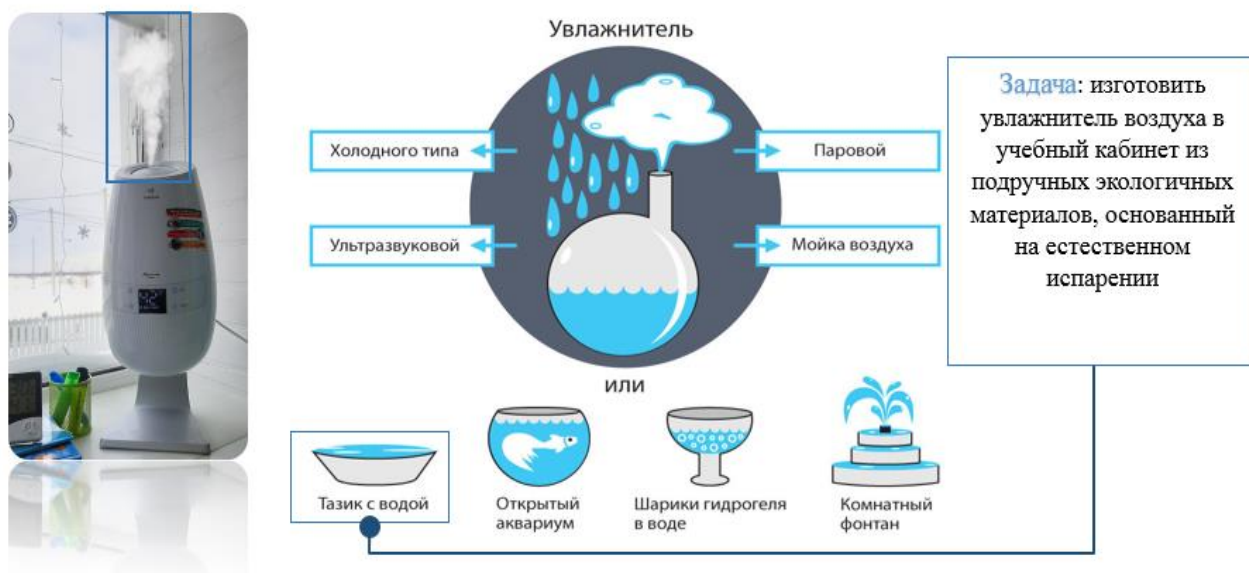 Увлажнитель
Холодного типа
Паровой
Ультразвуковой
Мойка воздуха
или
Тазик с водой
Открытый
аквариум
Шарики гидрогеля
в воде
Комнатный
фонтан
Задача: изготовить
увлажнитель воздуха в
учебный кабинет из
подручных экологичных
материалов, основанный
на естественном
испарении